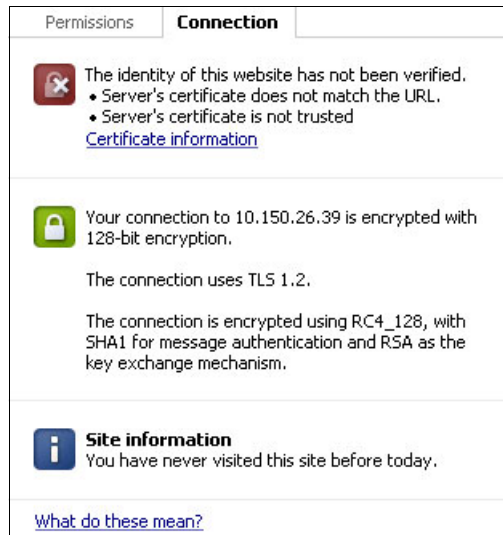 Permissions
Connection
The identity of this website has not been verified.
• Server's certificate does not match the URL.
• Server's certificate is not trusted
Certificate information
Your connection to 10.150.26.39 is encrypted with
128-bit encryption.
The connection uses TLS 1.2.
The connection is encrypted using RC4_128, with
SHA1 for message authentication and RSA as the
key exchange mechanism.
Site information
You have never visited this site before today.
What do these mean?